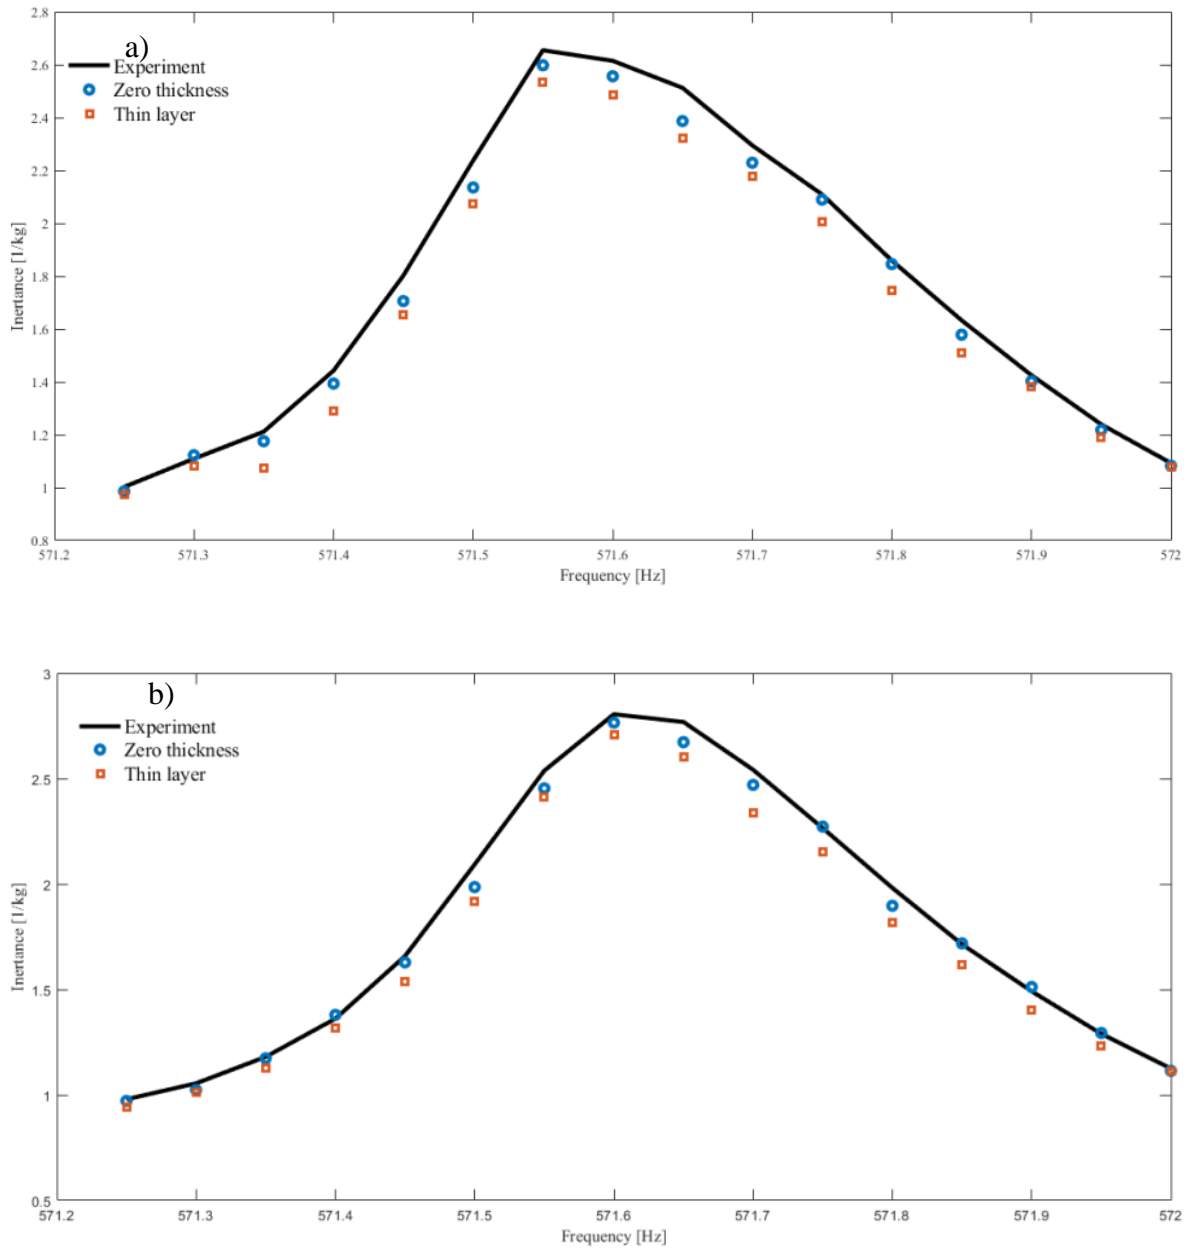 2.8
a)
2.6
Experiment
Zero thickness
2.4
Thin layer
2.2
2
1.8
1.6
1.4
1.2
1
0.8
Inertance [1/kg]
571.2 571.3 571.4 571.5 571.6 571.7 571.8 571.9 572
Frequency [Hz]
3
b)
Experiment
Zero thickness
Thin layer
2.5
2
1.5
1
0.5
Inertance [1/kg]
571.2 571.3 571.4 571.5 571.6 571.7 571.8 571.9 572
Frequency [Hz]